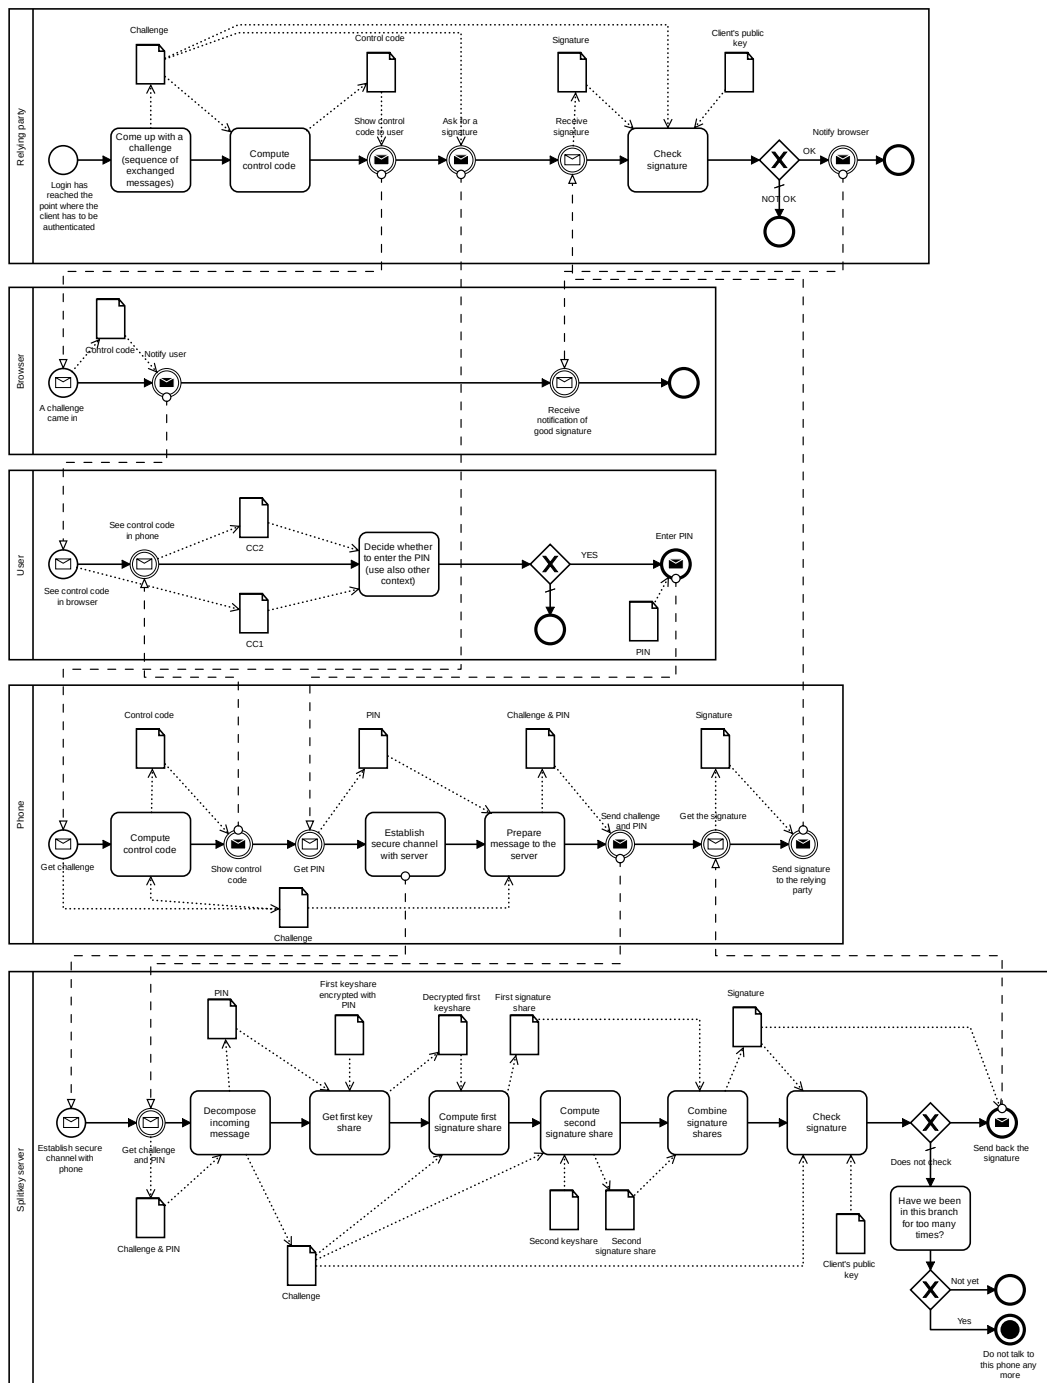 Relying party
Challenge
Control code
Signature
Client's public
key
Come up with a
challenge
(sequence of
exchanged
messages)
Compute
control code
Show control
code to user
Ask for a
signature
Receive
signature
Check
signature
OK
Notify browser
NOT OK
Login has
reached the
point where the
client has to be
authenticated
Browser
Control code
Notify user
A challenge
came in
Receive
notification of
good signature
User
See control code
in phone
CC2
Decide whether
to enter the PIN
(use also other
context)
YES
Enter PIN
See control code
in browser
CC1
PIN
Phone
Control code
PIN
Challenge & PIN
Signature
Get challenge
Compute
control code
Show control
code
Get PIN
Establish
secure channel
with server
Prepare
message to the
server
Send challenge
and PIN
Get the signature
Send signature
to the relying
party
Challenge
Splitkey server
PIN
First keyshare
encrypted with
PIN
Decrypted first
keyshare
First signature
share
Signature
Establish secure
channel with
phone
Get challenge
and PIN
Decompose
incoming
message
Get first key
share
Compute first
signature share
Compute
second
signature share
Combine
signature
shares
Check
signature
Does not check
Send back the
signature
Challenge & PIN
Challenge
Second keyshare
Second
signature share
Client's public
key
Have we been
in this branch
for too many
times?
Not yet
Yes
Do not talk to
this phone any
more